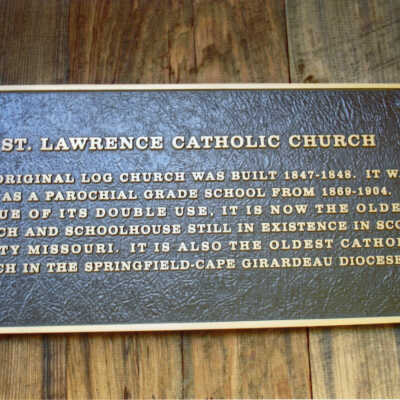 ST. LAWRENCE CATHOLIC CHURCH
ORIGINAL LOG CHURCH WAS BUILT 1847-1848. IT WA
AS A PAROCHIAL GRADE SCHOOL FROM 1869-1904.
UE OF ITS DOUBLE USE, IT IS NOW THE OLDE
CH AND SCHOOLHOUSE STILL IN EXISTENCE IN SCO
TY MISSOURI. IT IS ALSO THE OLDEST CATHOL
CH IN THE SPRINGFIELD-CAPE GIRARDEAU DIOCESE